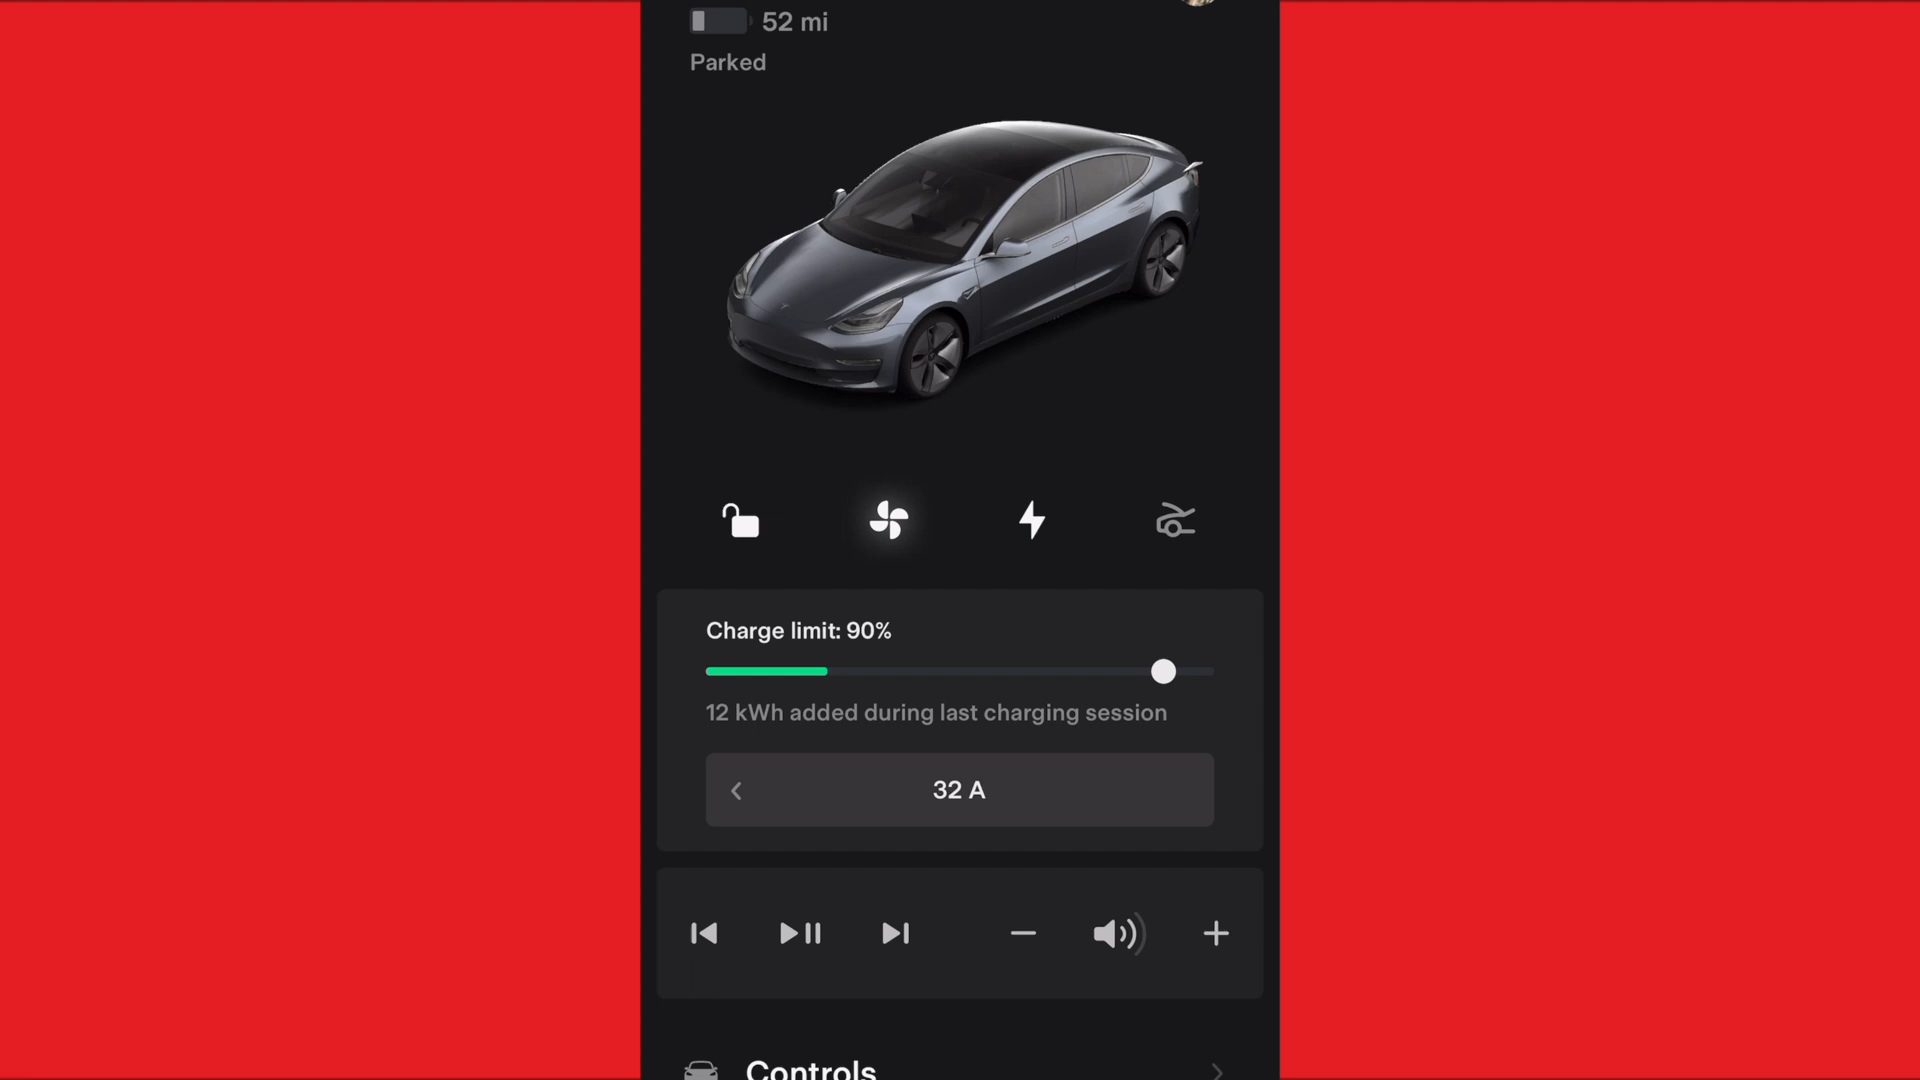 52 mi
Parked
Charge limit: 90%
12 kWh added during last charging session
32 A
Controls